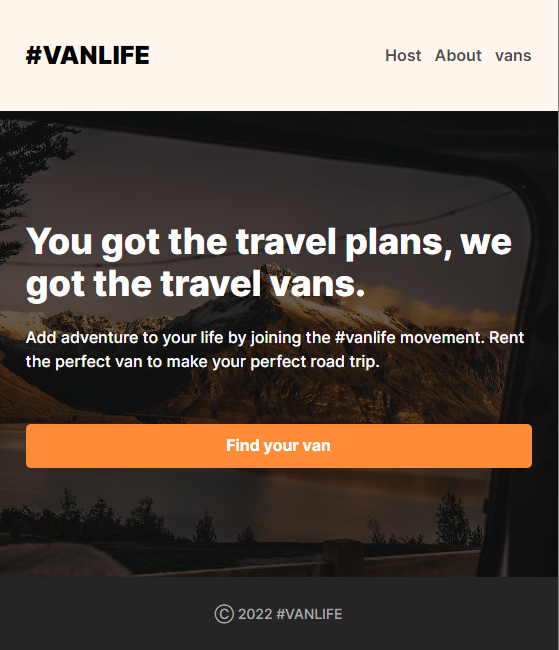 #VANLIFE
Host About vans
You got the travel plans, we
got the travel vans.
Add adventure to your life by joining the #vanlife movement. Rent
the perfect van to make your perfect road trip.
Find your van
Ⓒ 2022 #VANLIFE